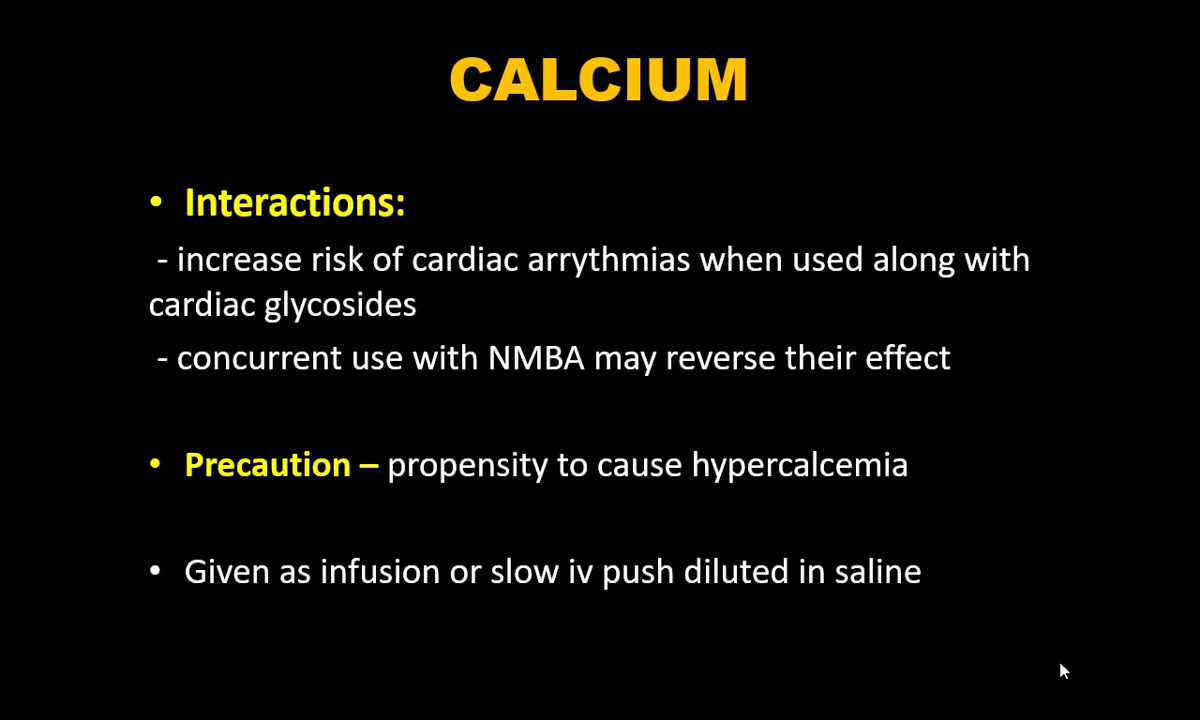 CALCIUM
• Interactions:
- increase risk of cardiac arrythmias when used along with
cardiac glycosides
- concurrent use with NMBA may reverse their effect
• Precaution – propensity to cause hypercalcemia
• Given as infusion or slow iv push diluted in saline